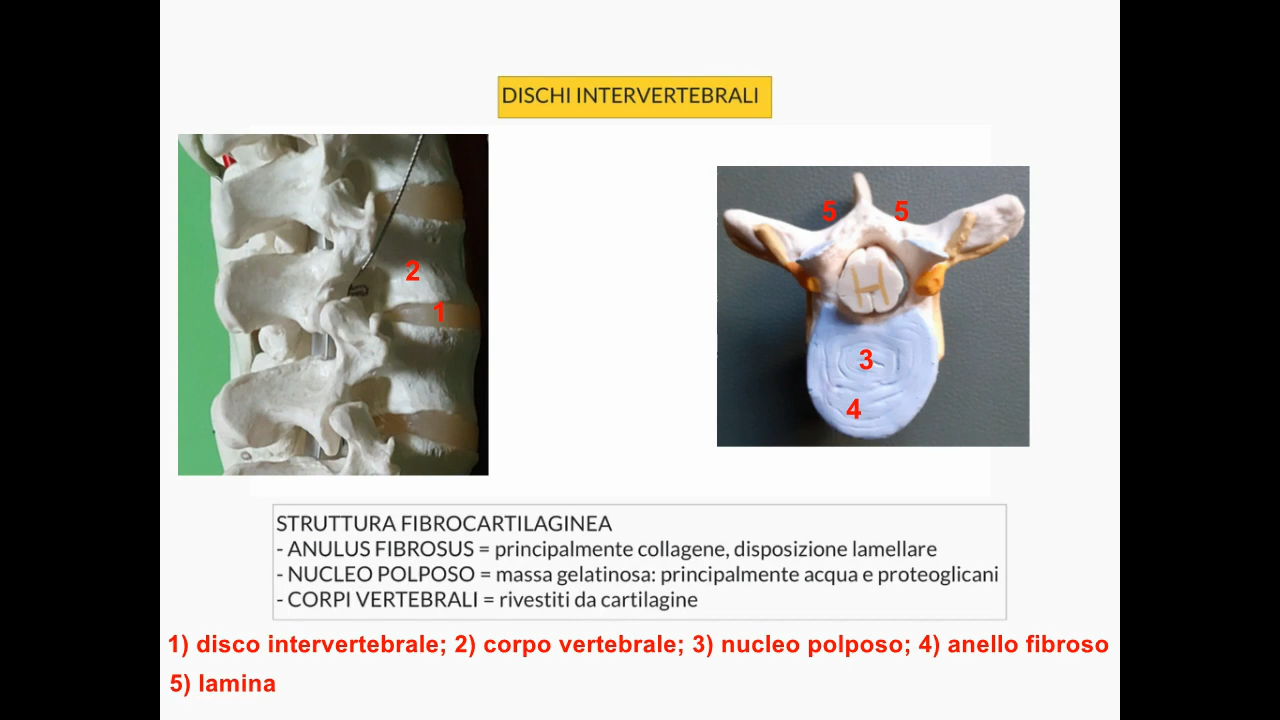 DISCHI INTERVERTEBRALI
5 5
2
1
3
4
STRUTTURA FIBROCARTILAGINEA
- ANULUS FIBROSUS = principalmente collagene, disposizione lamellare
- NUCLEO POLPOSO = massa gelatinosa: principalmente acqua e proteoglicani
- CORPI VERTEBRALI = rivestiti da cartilagine
1) disco intervertebrale; 2) corpo vertebrale; 3) nucleo polposo; 4) anello fibroso
5) lamina